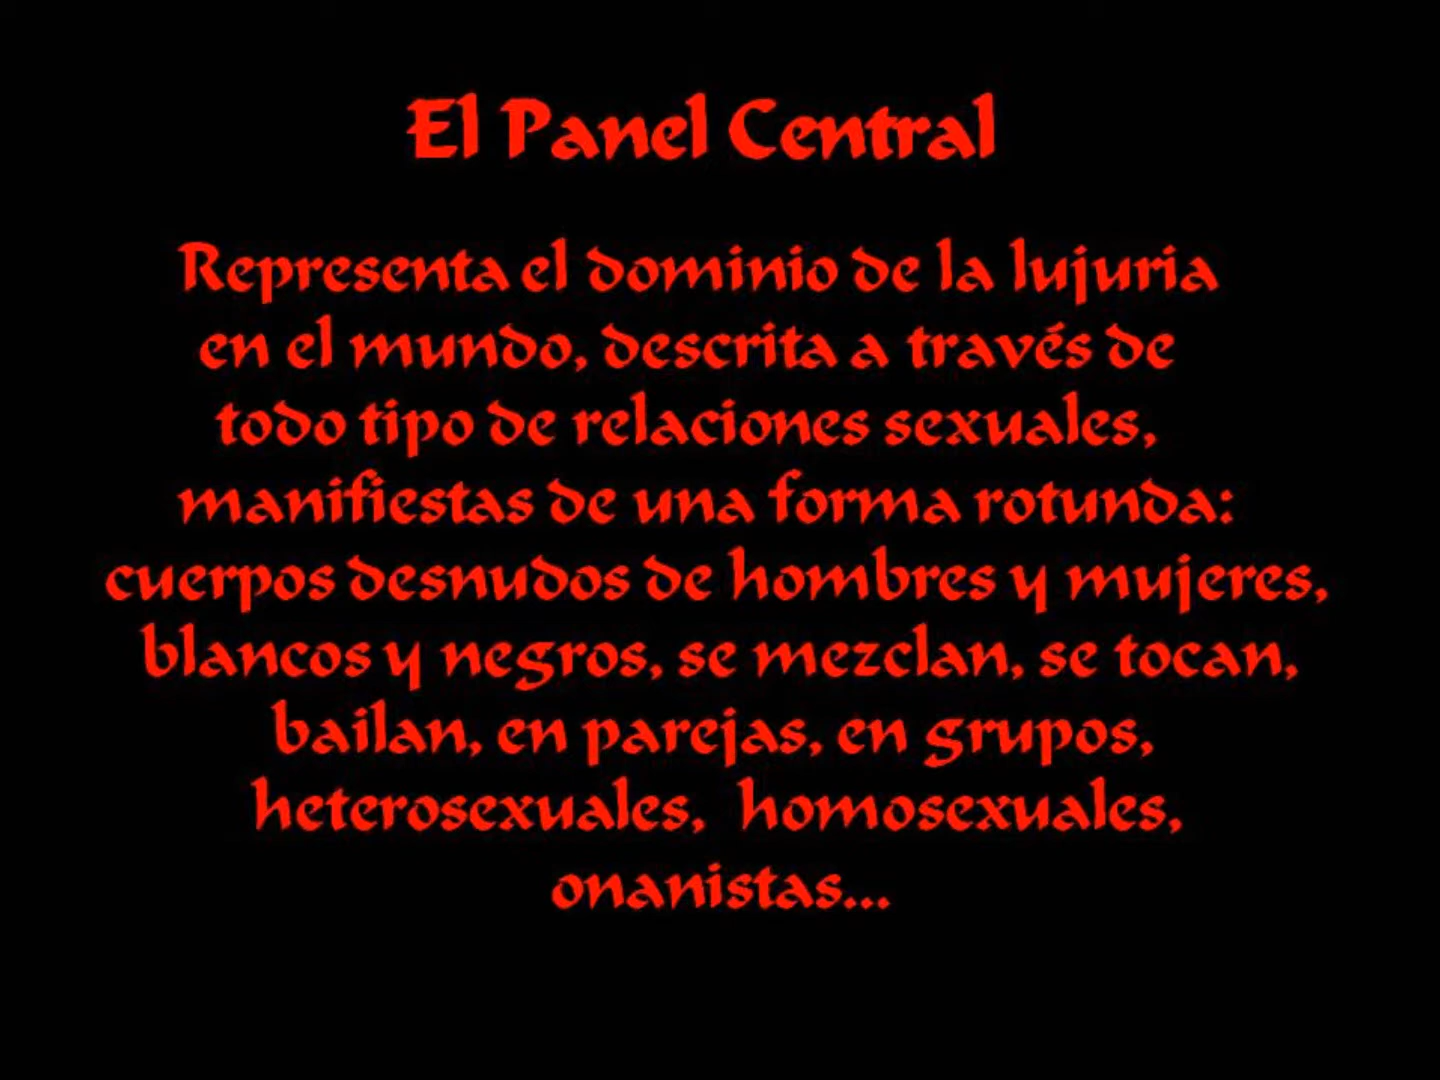 El Panel Central
Representa el dominio de la lujuria
en el mundo, descrita a través de
todo tipo de relaciones sexuales,
manifiestas de una forma rotunda:
cuerpos desnudos de hombres y mujeres,
blancos y negros, se mezclan, se tocan,
bailan, en parejas, en grupos,
heterosexuales, homosexuales,
onanistas...